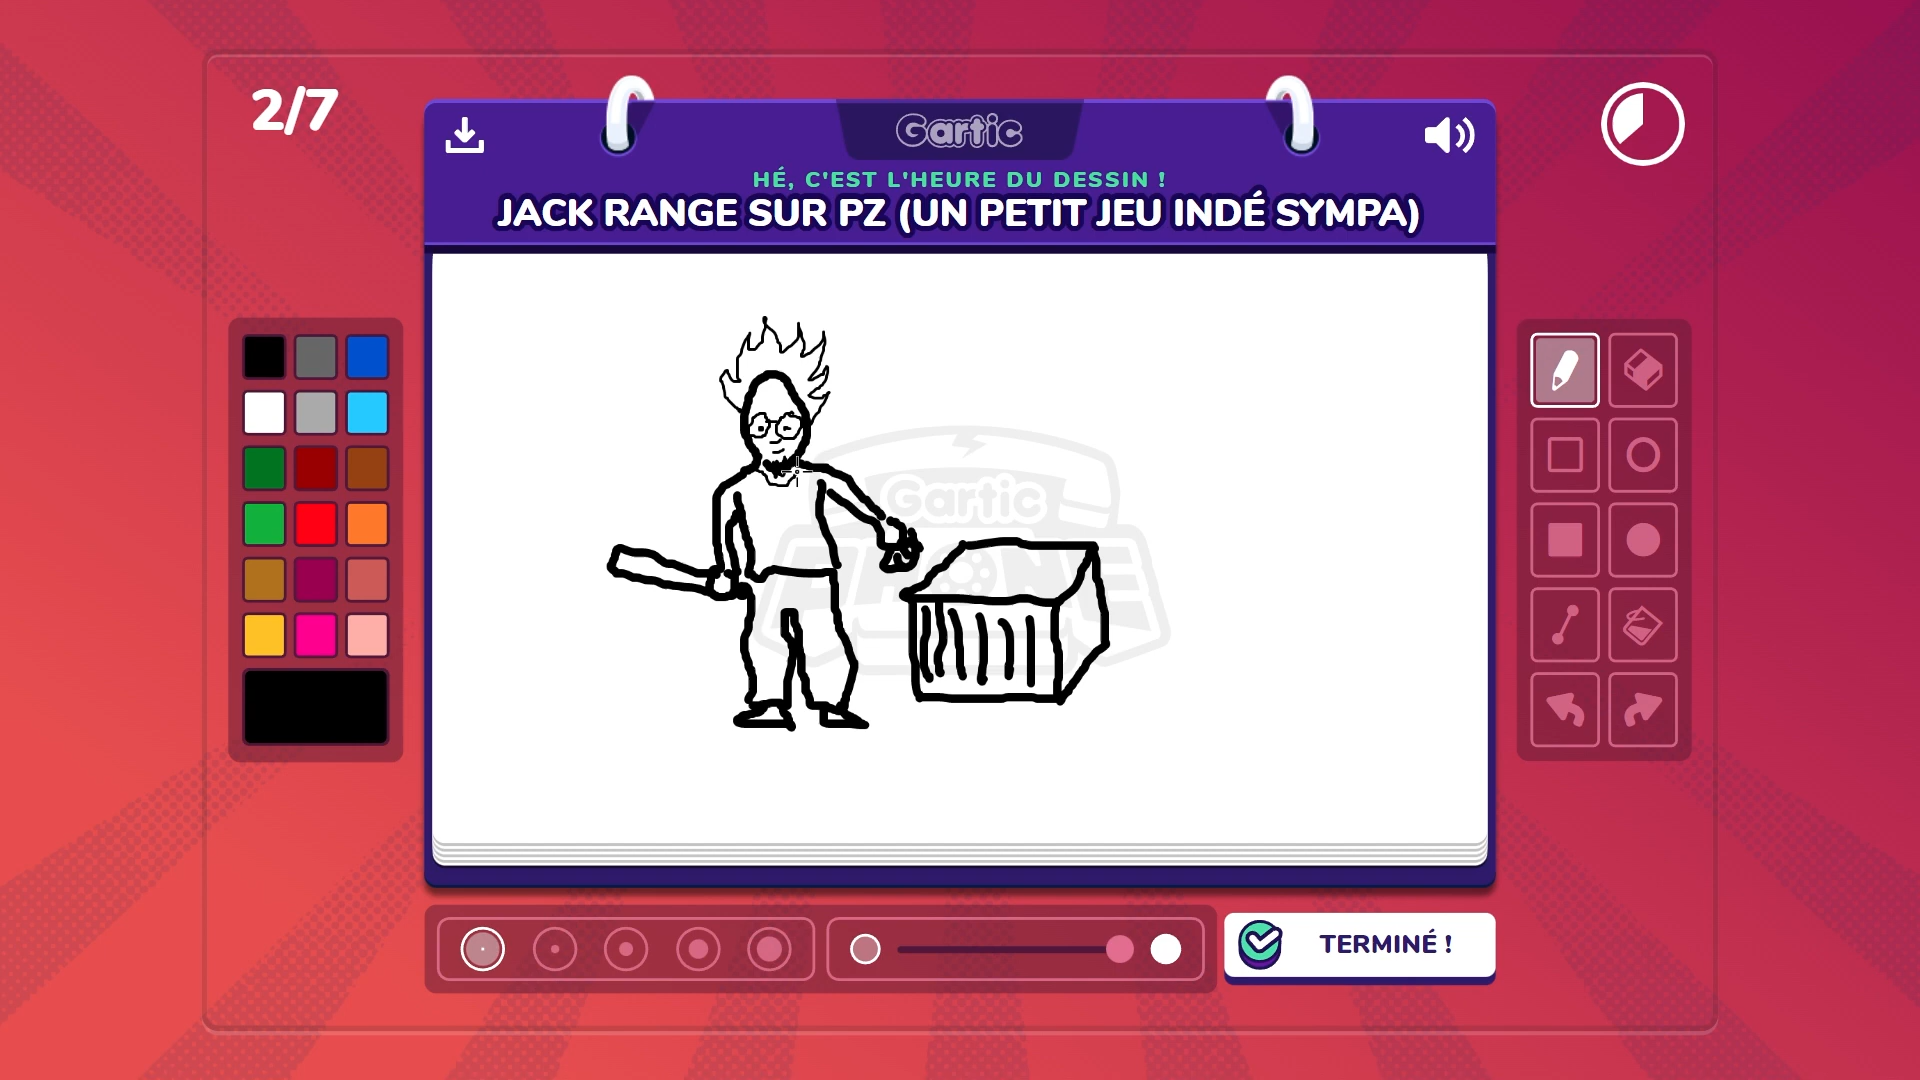 2/7
Gartic
HÉ, C'EST L'HEURE DU DESSIN !
JACK RANGE SUR PZ (UN PETIT JEU INDÉ SYMPA)
Gartic
PHONE
TERMINÉ !